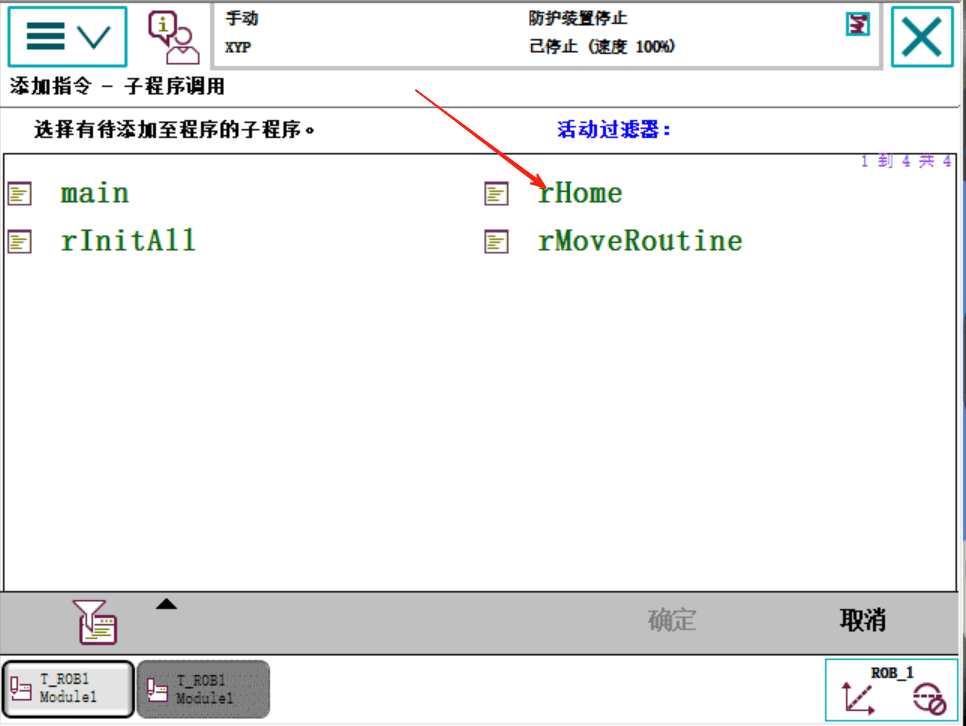 手动
XYP
防护装置停止
已停止 (速度 100%)
添加指令 - 子程序调用
选择有待添加至程序的子程序。
活动过滤器:
1 到 4 共 4
main
rHome
rInitAll
rMoveRoutine
确定
取消
T_ROB1
Module1
T_ROB1
Module1
ROB_1